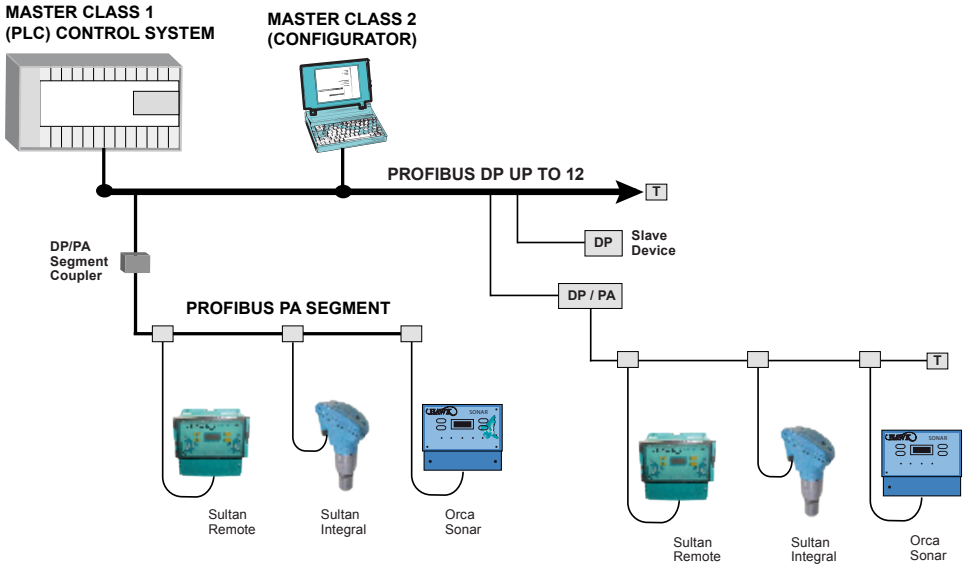 MASTER CLASS 1
(PLC) CONTROL SYSTEM
MASTER CLASS 2
(CONFIGURATOR)
PROFIBUS DP UP TO 12
T
DP
Slave
Device
DP/PA
Segment
Coupler
DP / PA
PROFIBUS PA SEGMENT
T
HAWK
SONAR
HAWK
SONAR
Sultan
Remote
Sultan
Integral
Orca
Sonar
Sultan
Remote
Sultan
Integral
Orca
Sonar